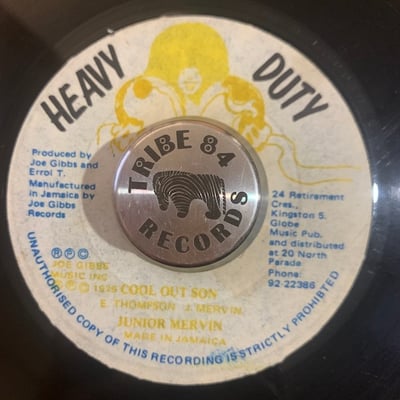 HEAVY DUTY
Produced by
Joe Gibbs and
Errol T.
Manufactured
in Jamaica by
Joe Gibbs
Records
TRIBE 84
RECORDS
24 Retirement
Cres.,
Kingston 5.
Globe
Music Pub.
and distributed
at 20 North
Parade
Phone:
92-22386
JOE GIBBS
MUSIC INC
1979 COOL OUT SON
E. THOMPSON J. MERVIN
JUNIOR MERVIN
MADE IN JAMAICA
UNAUTHORISED COPY OF THIS RECORDING IS STRICTLY PROHIBITED